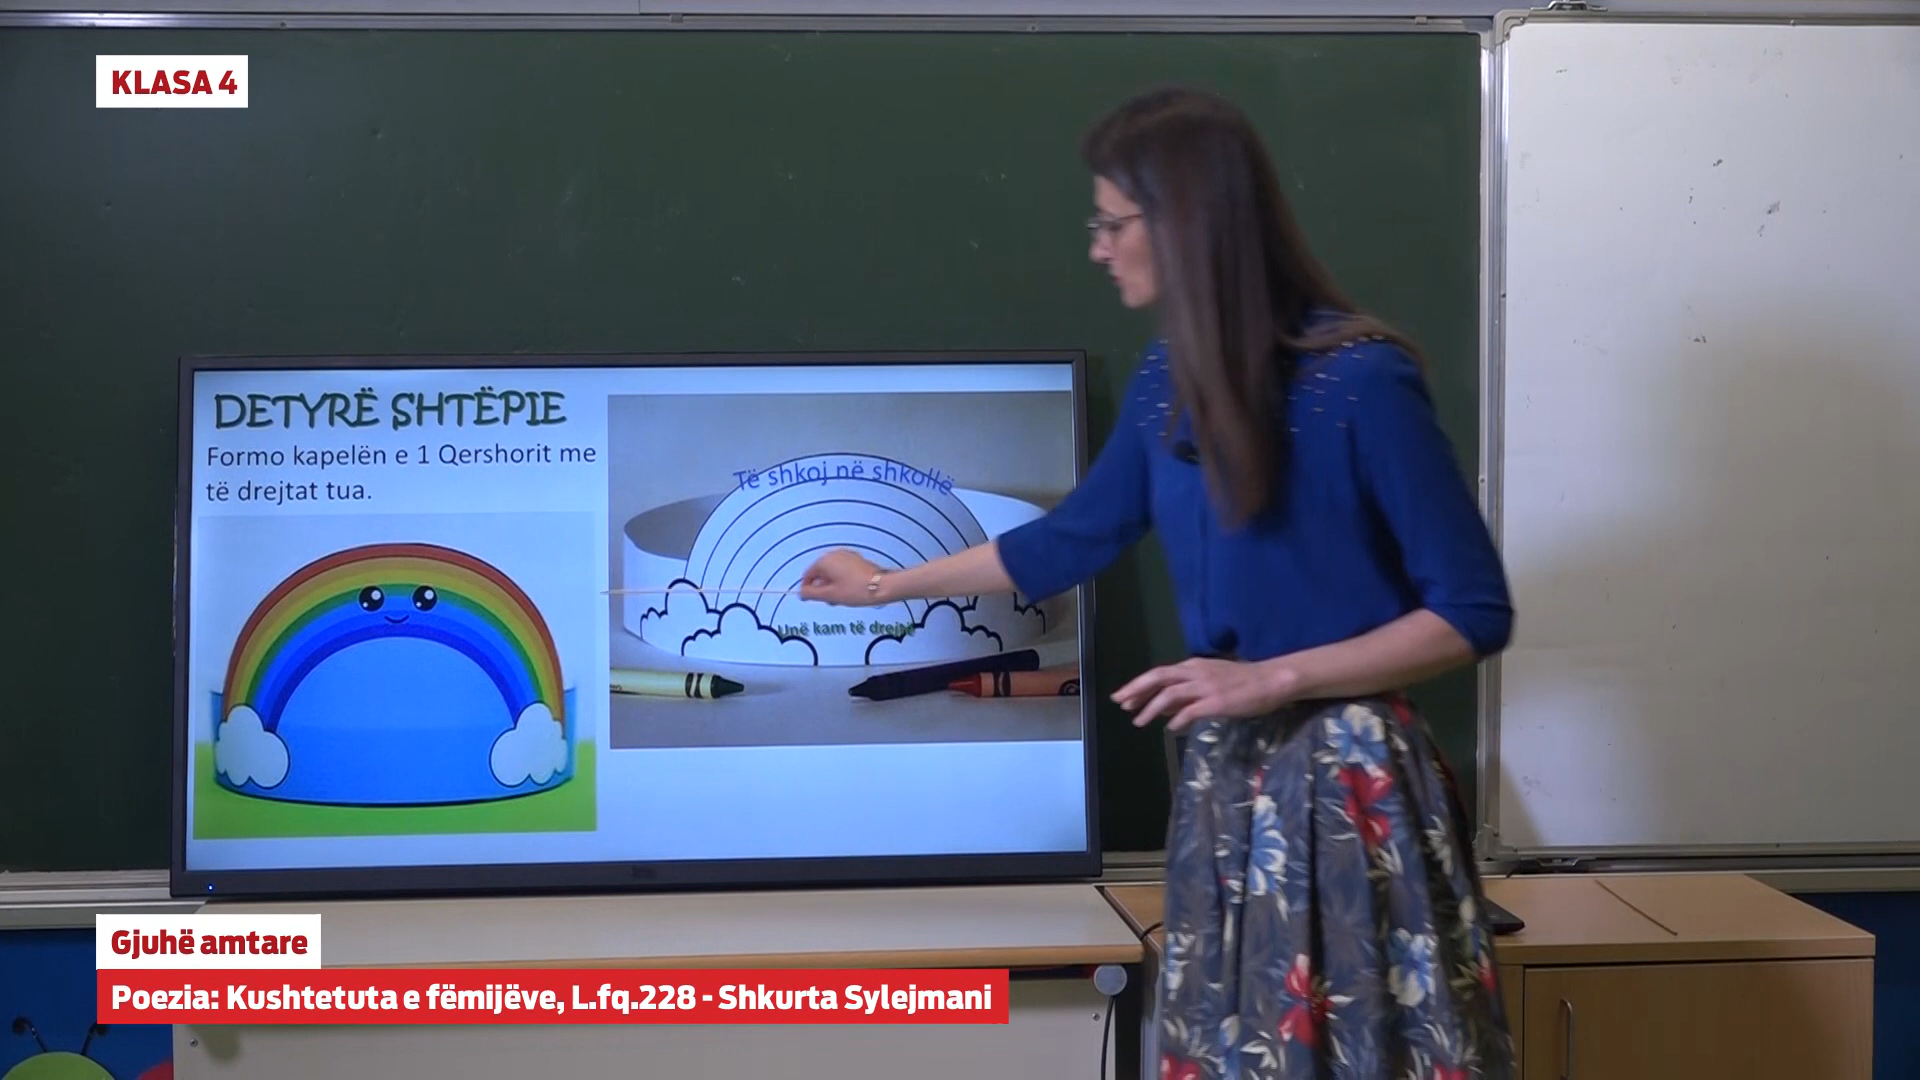 KLASA 4
DETYRË SHTËPIE
Formo kapelën e 1 Qershorit me
të drejtat tua.
Të shkoj në shkollë
Unë kam të drejtë
Gjuhë amtare
Poezia: Kushtetuta e fëmijëve, L.fq.228 - Shkurta Sylejmani